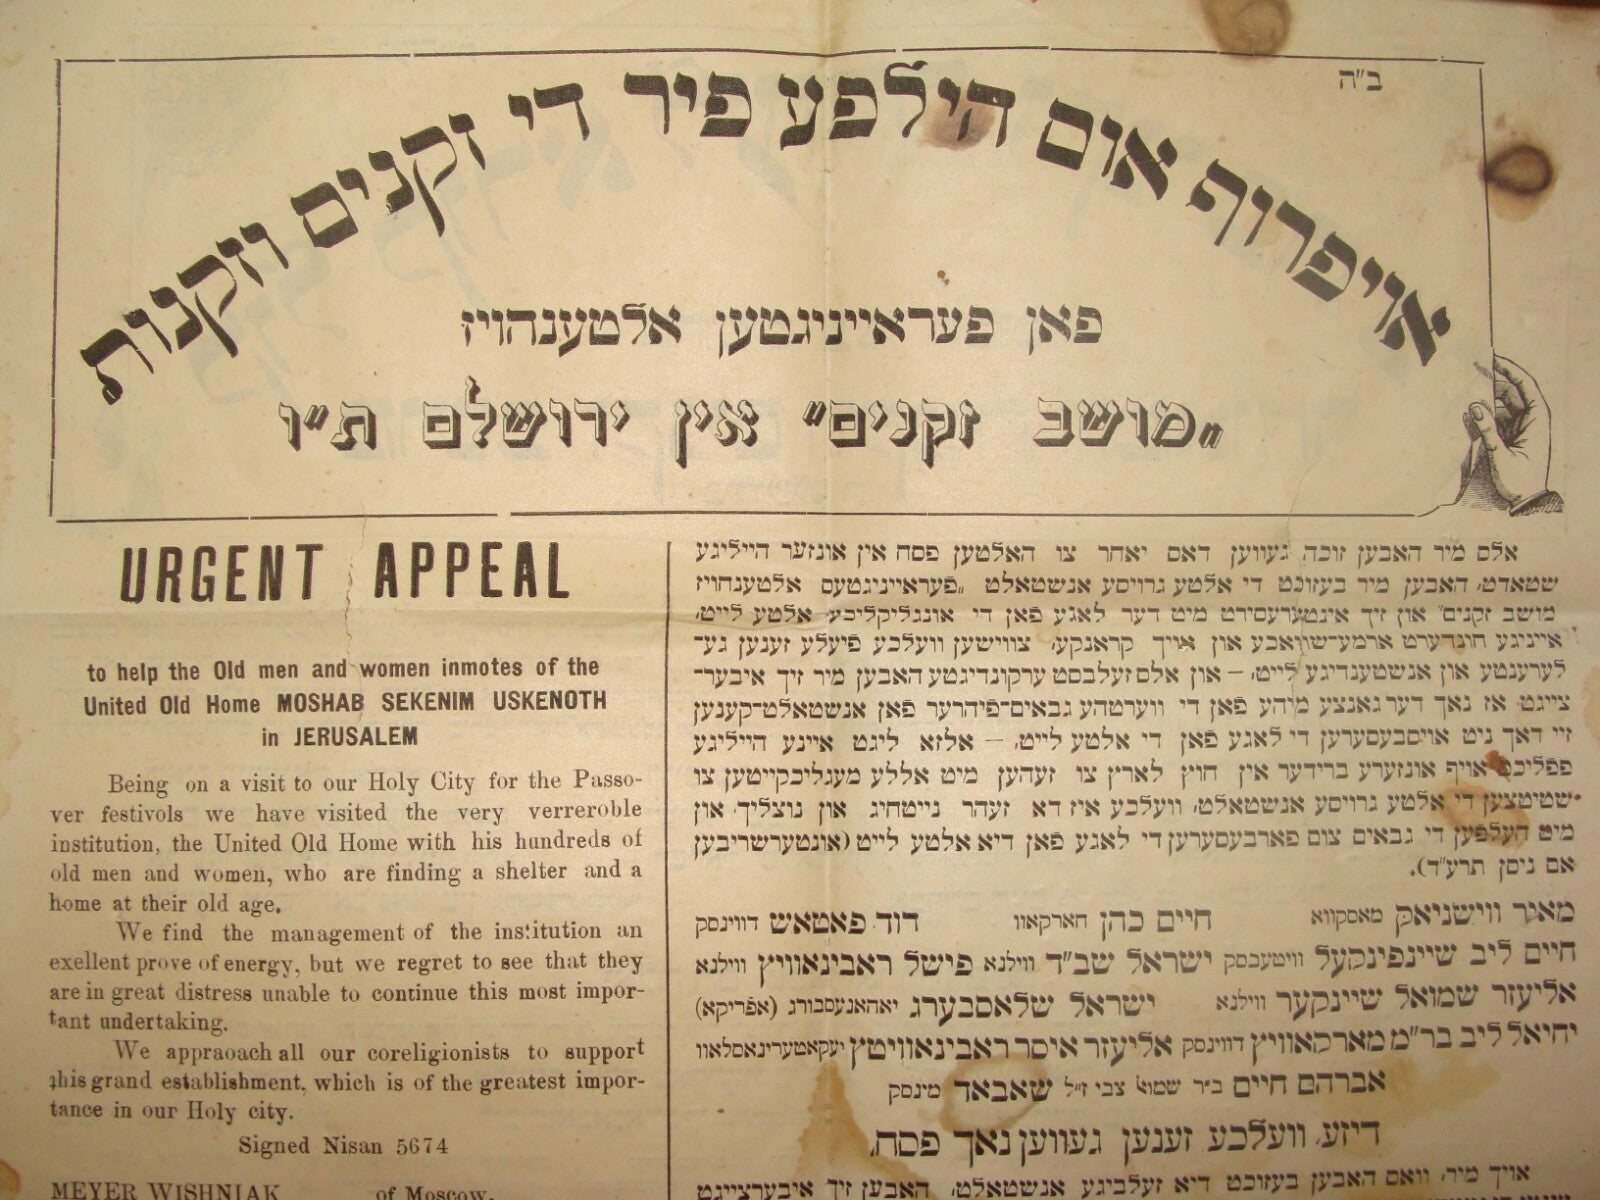 ב״ה
אויפרוף אום הילפע פיר די זקנים וזקנות
פאן פעראייניגטען אלטענהויז
„מושב זקנים״ אין ירושלם ת״ו
URGENT APPEAL
to help the Old men and women inmotes of the
United Old Home MOSHAB SEKENIM USKENOTH
in JERUSALEM
Being on a visit to our Holy City for the Passo-
ver festivols we have visited the very verreroble
institution, the United Old Home with his hundreds of
old men and women, who are finding a shelter and a
home at their old age.
We find the management of the institution an
exellent prove of energy, but we regret to see that they
are in great distress unable to continue this most impor-
tant undertaking.
We appraoach all our coreligionists to support
this grand establishment, which is of the greatest impor-
tance in our Holy city.
Signed Nisan 5674
MEYER WISHNIAK of Moscow.
אלס מיר האבען זוכה געווען דאס יאהר צו האלטען פסח אין אונזער הייליגע
שטאדט, האבען מיר בעזוכט די אלטע גרויסע אנשטאלט „פעראייניגטעס אלטענהויז
מושב זקנים״ און זיך אינטערעסירט מיט דער לאגע פאן די אונגליקליכע אלטע לייט,
אייניגע הונדערט ארמע־שוואכע און אויך קראנקע, צווישען וועלכע פיעלע זענען גע־
לערענטע און אנשטענדיגע לייט, — און אלס זעלבסט ערקונדיגטע האבען מיר זיך איבער־
צייגט אז נאך דער גאנצע מיהע פאן די ווערטהע גבאים־פיהרער פאן אנשטאלט־קענען
זיי דאך ניט אויסבעסערען די לאגע פאן די אלטע לייט, — אלזא ליגט איינע הייליגע
פפליכט אויף אונזערע ברידער אין חוץ לארץ צו זעהען מיט אללע מעגליכקייטען צו
שטיטצען די אלטע גרויסע אנשטאלט, וועלכע איז דא זעהר נייטהיג און נוצליך, און
מיט העלפען די גבאים צום פארבעסערען די לאגע פאן דיא אלטע לייט (אונטערשריבען
אם ניסן תרע״ד).
מאיר ווישניאק מאסקווא חיים כהן חארקאוו דוד פאטאש דווינסק
חיים ליב שיינפינקעל וויטעבסק ישראל שב״ד ווילנא פישל ראבינאוויץ ווילנא
אליעזר שמואל שיינקער ווילנא ישראל שלאסבערג יאהאנעסבורג (אפריקא)
יחיאל ליב בר״מ מארקאוויץ דווינסק אליעזר איסר ראבינאוויטץ יעקאטערינאסלאוו
אברהם חיים ב״ר שמואל צבי ז״ל שאבאד מינסק
דיזע, וועלכע זענען געווען נאך פסח.
אויך מיר, וואס האבען בעזוכט דיא זעלביגע אנשטאלט, האבען זיך איבערצייגט